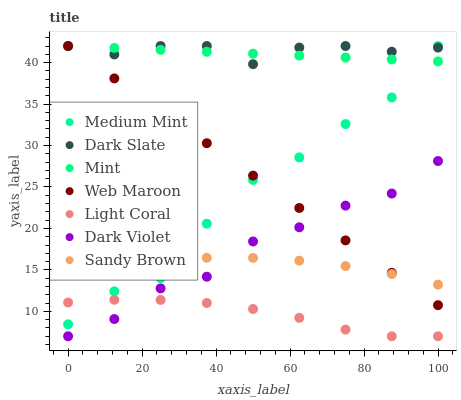 title
40
35
30
25
20
15
10
0
20
40
60
80
100
yaxis_label
xaxis_label
Medium Mint
Dark Slate
Mint
Web Maroon
Light Coral
Dark Violet
Sandy Brown